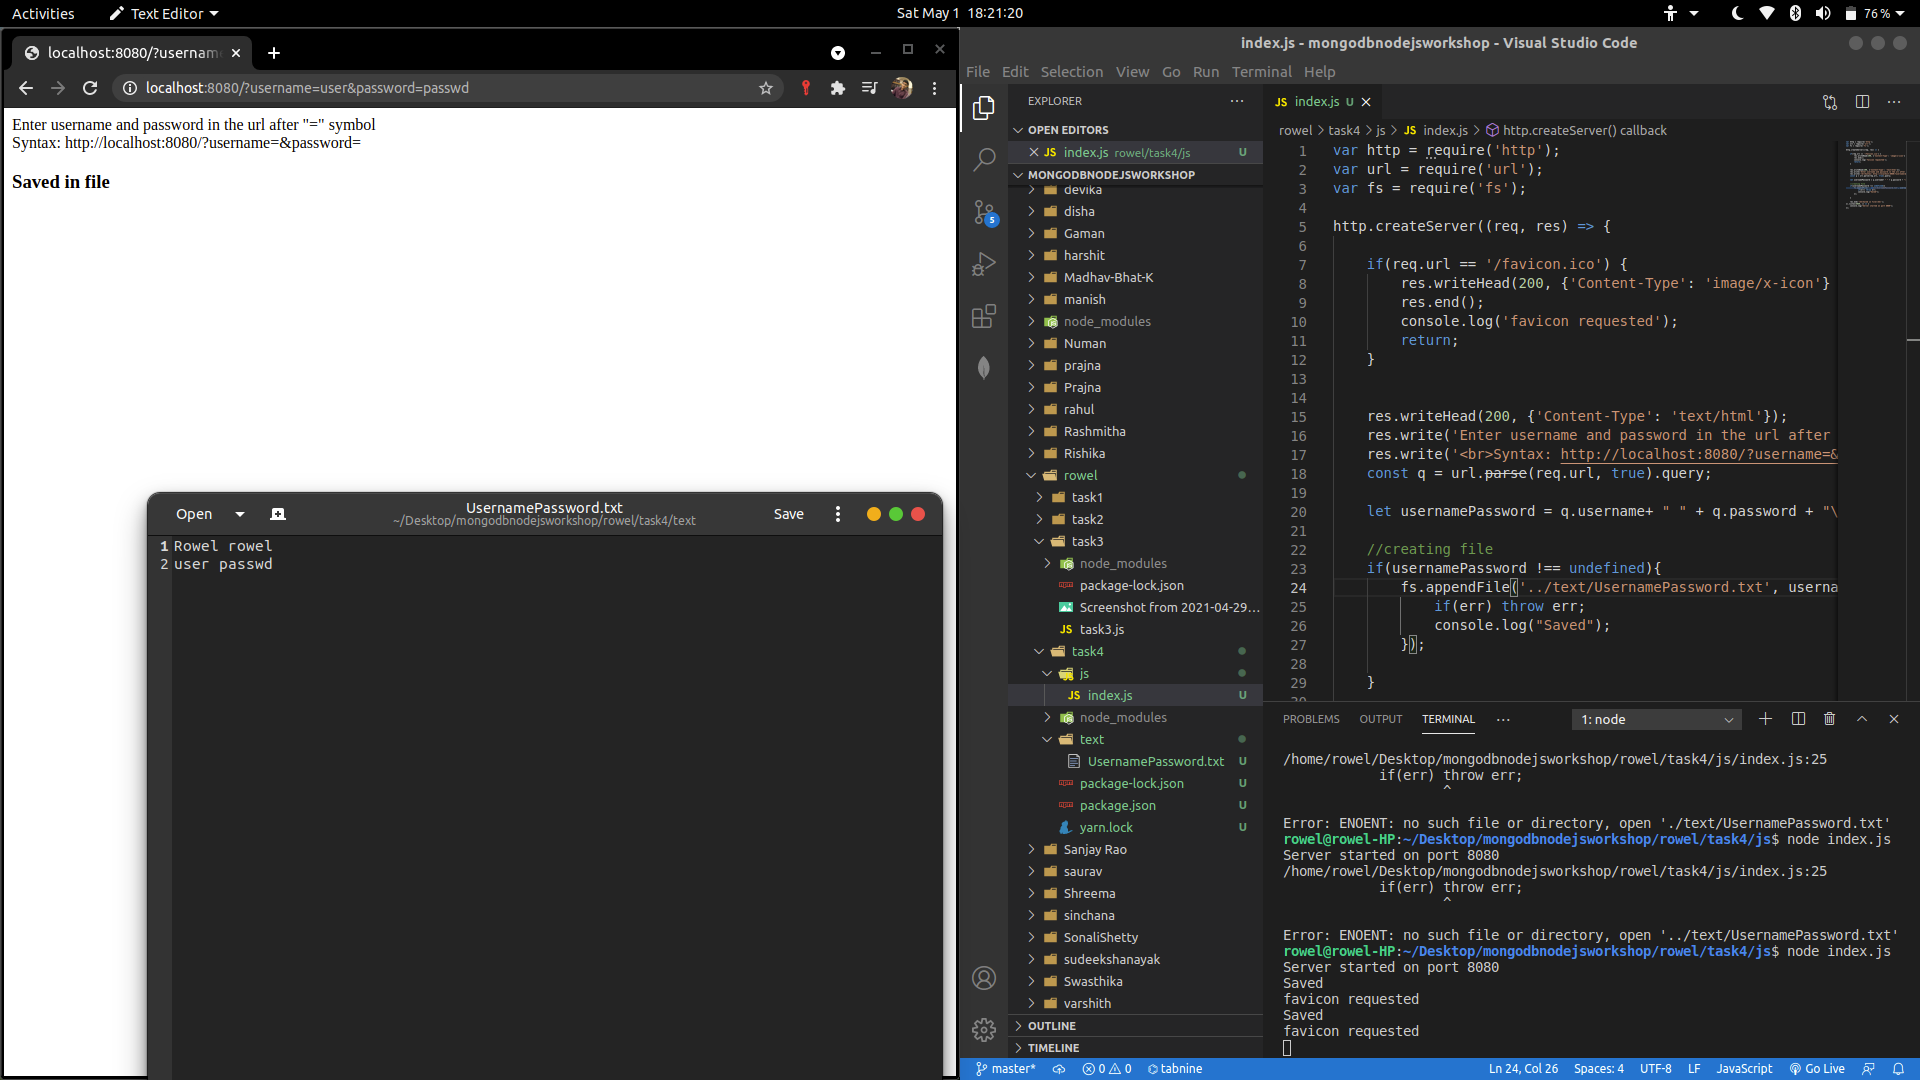 Activities
Text Editor
Sat May 1 18:21:20
76 %
localhost:8080/?usernam
localhost:8080/?username=user&password=passwd
Enter username and password in the url after "=" symbol
Syntax: http://localhost:8080/?username=&password=
Saved in file
Open
UsernamePassword.txt
~/Desktop/mongodbnodejsworkshop/rowel/task4/text
Save
1 Rowel rowel
2 user passwd
index.js - mongodbnodejsworkshop - Visual Studio Code
File Edit Selection View Go Run Terminal Help
EXPLORER
OPEN EDITORS
JS index.js rowel/task4/js U
MONGODBNODEJSWORKSHOP
devika
disha
Gaman
harshit
Madhav-Bhat-K
manish
node_modules
Numan
prajna
Prajna
rahul
Rashmitha
Rishika
rowel
task1
task2
task3
node_modules
package-lock.json
Screenshot from 2021-04-29...
JS task3.js
task4
js
JS index.js U
node_modules
text
UsernamePassword.txt U
package-lock.json U
package.json U
yarn.lock U
Sanjay Rao
saurav
Shreema
sinchana
SonaliShetty
sudeekshanayak
Swasthika
varshith
OUTLINE
TIMELINE
5
JS index.js U
rowel > task4 > js > JS index.js > http.createServer() callback
1 var http = require('http');
2 var url = require('url');
3 var fs = require('fs');
4
5 http.createServer((req, res) => {
6
7 if(req.url == '/favicon.ico') {
8 res.writeHead(200, {'Content-Type': 'image/x-icon'}
9 res.end();
10 console.log('favicon requested');
11 return;
12 }
13
14
15 res.writeHead(200, {'Content-Type': 'text/html'});
16 res.write('Enter username and password in the url after
17 res.write('<br>Syntax: http://localhost:8080/?username=&
18 const q = url.parse(req.url, true).query;
19
20 let usernamePassword = q.username+ " " + q.password + "\
21
22 //creating file
23 if(usernamePassword !== undefined){
24 fs.appendFile('../text/UsernamePassword.txt', userna
25 if(err) throw err;
26 console.log("Saved");
27 });
28
29 }
PROBLEMS OUTPUT TERMINAL
1: node
/home/rowel/Desktop/mongodbnodejsworkshop/rowel/task4/js/index.js:25
if(err) throw err;
^
Error: ENOENT: no such file or directory, open './text/UsernamePassword.txt'
rowel@rowel-HP:~/Desktop/mongodbnodejsworkshop/rowel/task4/js$ node index.js
Server started on port 8080
/home/rowel/Desktop/mongodbnodejsworkshop/rowel/task4/js/index.js:25
if(err) throw err;
^
Error: ENOENT: no such file or directory, open '../text/UsernamePassword.txt'
rowel@rowel-HP:~/Desktop/mongodbnodejsworkshop/rowel/task4/js$ node index.js
Server started on port 8080
Saved
favicon requested
Saved
favicon requested
master*
0 0
tabnine
Ln 24, Col 26
Spaces: 4
UTF-8
LF
JavaScript
Go Live